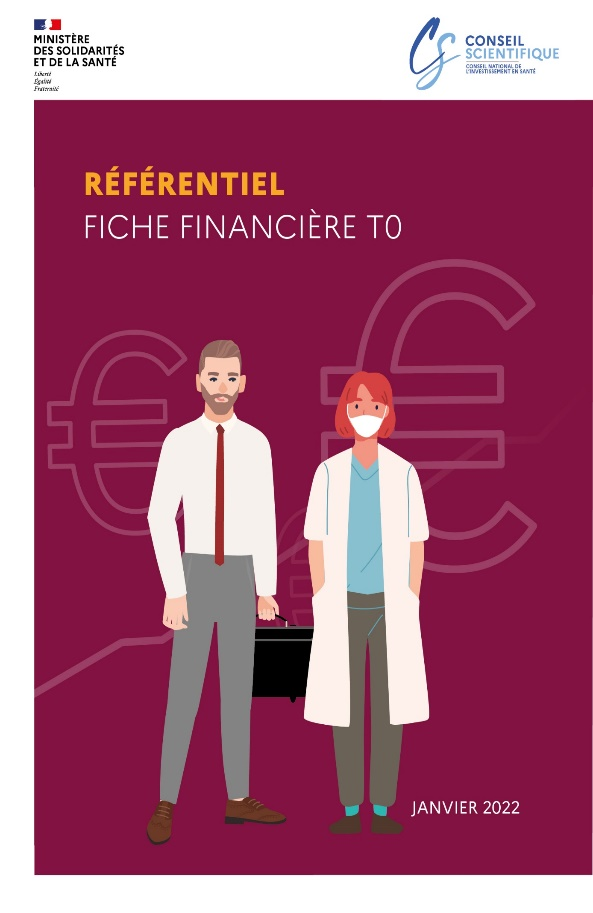 MINISTÈRE
DES SOLIDARITÉS
ET DE LA SANTÉ
Liberté
Égalité
Fraternité
CONSEIL
SCIENTIFIQUE
CONSEIL NATIONAL DE
L'INVESTISSEMENT EN SANTÉ
RÉFÉRENTIEL
FICHE FINANCIÈRE T0
JANVIER 2022